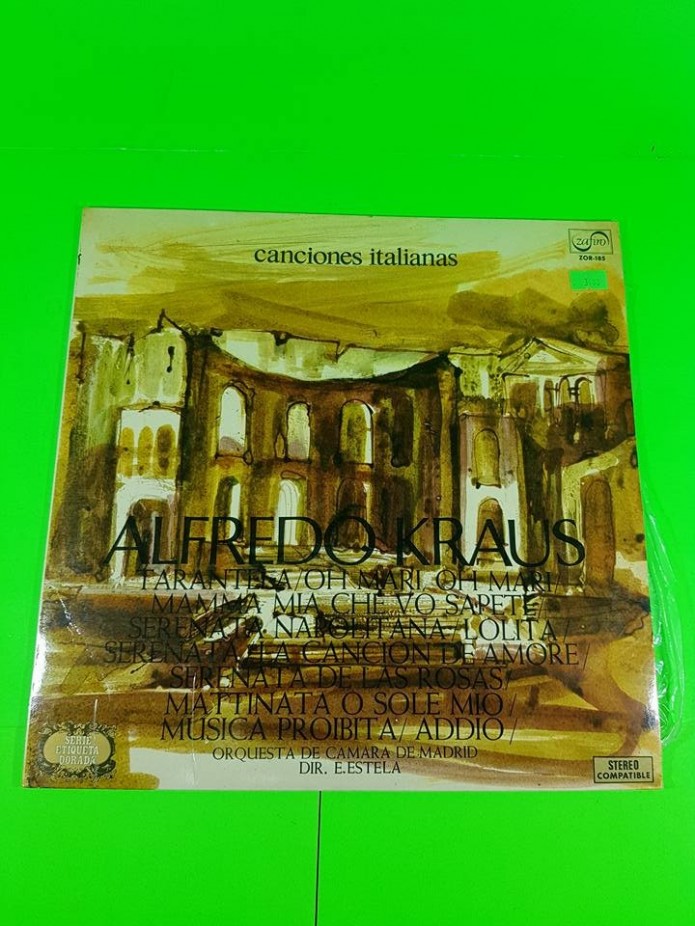 canciones italianas
zafiro
ZOR-185
ALFREDO KRAUS
TARANTELA/OH MARI, OH MARI/
MAMMA MIA CHE VO SAPETE/
SERENATA NAPOLITANA/LOLITA/
SERENATA/LA CANCION DE AMORE/
SERENATA DE LAS ROSAS/
MATTINATA O SOLE MIO/
MUSICA PROIBITA/ADDIO/
ORQUESTA DE CAMARA DE MADRID
DIR. E.ESTELA
SERIE
ETIQUETA
DORADA
STEREO
COMPATIBLE